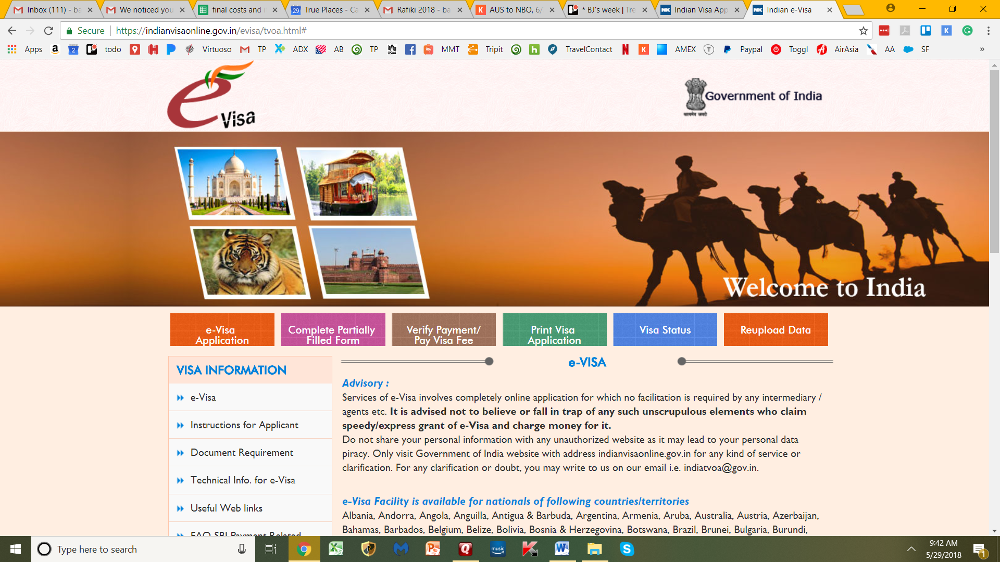 Inbox (111) - ba
We noticed you
final costs and i
29 True Places - Ca
Rafiki 2018 - ba
K AUS to NBO, 6/
* BJ's week | Tre
NK Indian Visa App
NK Indian e-Visa
Secure https://indianvisaonline.gov.in/evisa/tvoa.html#
K
Apps 2 todo Virtuoso TP ADX AB TP USAA my MMT Tripit h TravelContact N K AMEX T Paypal Toggl AirAsia AA SF »
e Visa
Government of India
सत्यमेव जयते
Welcome to India
e-Visa Application
Complete Partially Filled Form
Verify Payment/ Pay Visa Fee
Print Visa Application
Visa Status
Reupload Data
VISA INFORMATION
e-Visa
Instructions for Applicant
Document Requirement
Technical Info. for e-Visa
Useful Web links
FAQ SBI Payment Related
e-VISA
Advisory :
Services of e-Visa involves completely online application for which no facilitation is required by any intermediary /
agents etc. It is advised not to believe or fall in trap of any such unscrupulous elements who claim
speedy/express grant of e-Visa and charge money for it.
Do not share your personal information with any unauthorized website as it may lead to your personal data
piracy. Only visit Government of India website with address indianvisaonline.gov.in for any kind of service or
clarification. For any clarification or doubt, you may write to us on our email i.e. indiatvoa@gov.in.
e-Visa Facility is available for nationals of following countries/territories
Albania, Andorra, Angola, Anguilla, Antigua & Barbuda, Argentina, Armenia, Aruba, Australia, Austria, Azerbaijan,
Bahamas, Barbados, Belgium, Belize, Bolivia, Bosnia & Herzegovina, Botswana, Brazil, Brunei, Bulgaria, Burundi,
Type here to search
music
9:42 AM
5/29/2018
1